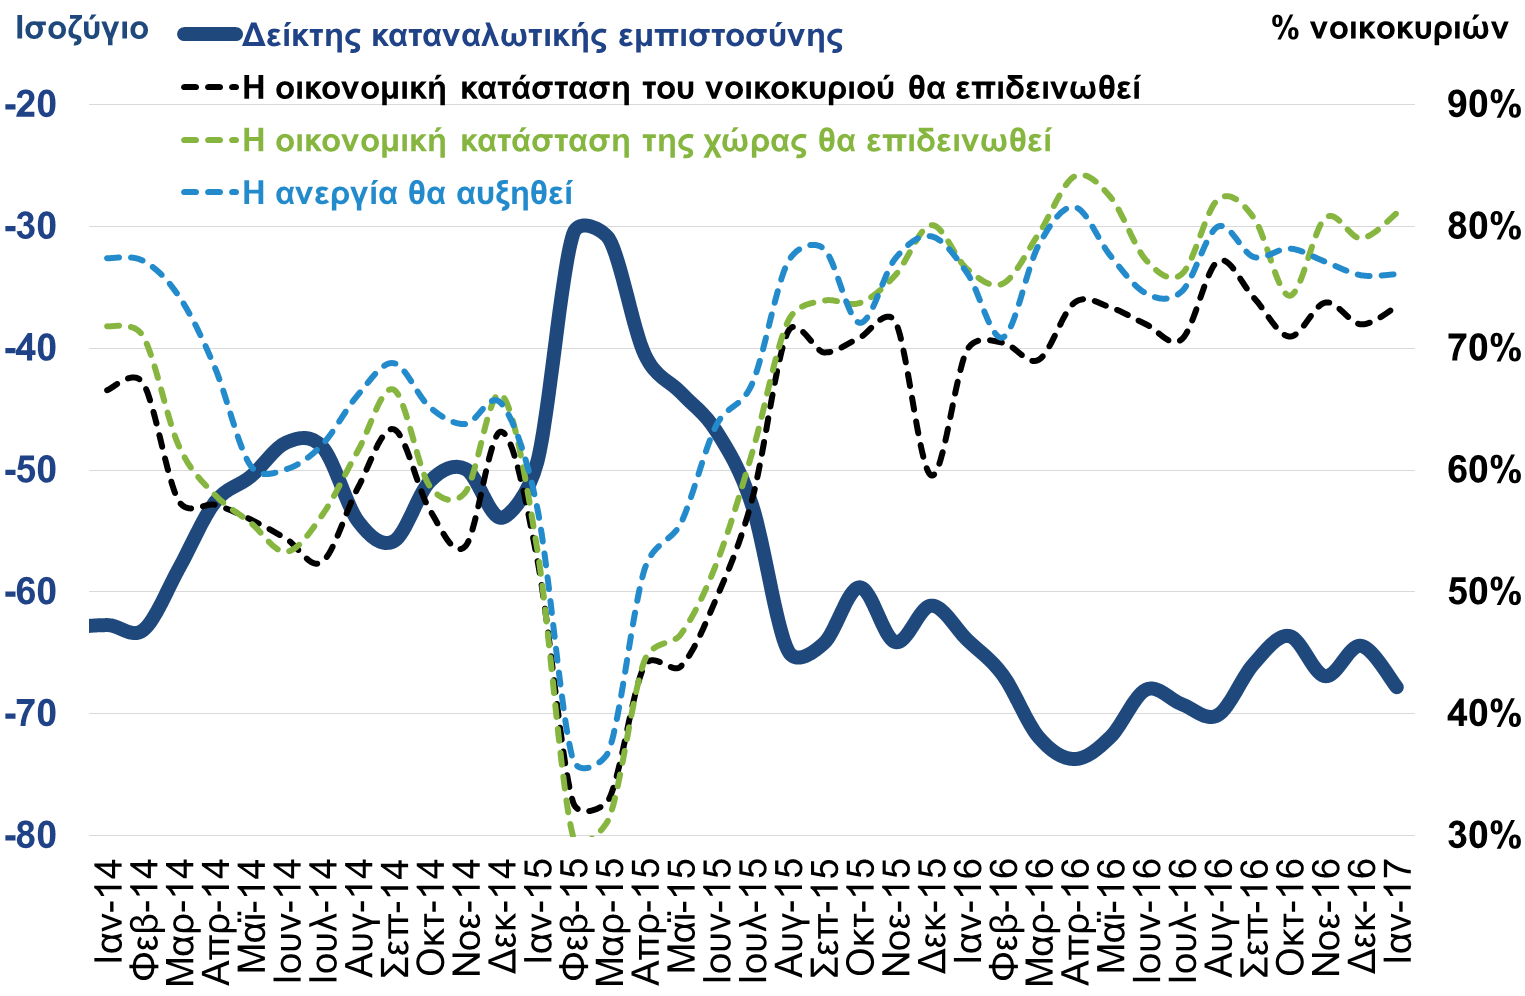 Ισοζύγιο
% νοικοκυριών
Δείκτης καταναλωτικής εμπιστοσύνης
Η οικονομική κατάσταση του νοικοκυριού θα επιδεινωθεί
Η οικονομική κατάσταση της χώρας θα επιδεινωθεί
Η ανεργία θα αυξηθεί
-20
-30
-40
-50
-60
-70
-80
90%
80%
70%
60%
50%
40%
30%
Ιαν-14
Φεβ-14
Μαρ-14
Απρ-14
Μαϊ-14
Ιουν-14
Ιουλ-14
Αυγ-14
Σεπ-14
Οκτ-14
Νοε-14
Δεκ-14
Ιαν-15
Φεβ-15
Μαρ-15
Απρ-15
Μαϊ-15
Ιουν-15
Ιουλ-15
Αυγ-15
Σεπ-15
Οκτ-15
Νοε-15
Δεκ-15
Ιαν-16
Φεβ-16
Μαρ-16
Απρ-16
Μαϊ-16
Ιουν-16
Ιουλ-16
Αυγ-16
Σεπ-16
Οκτ-16
Νοε-16
Δεκ-16
Ιαν-17